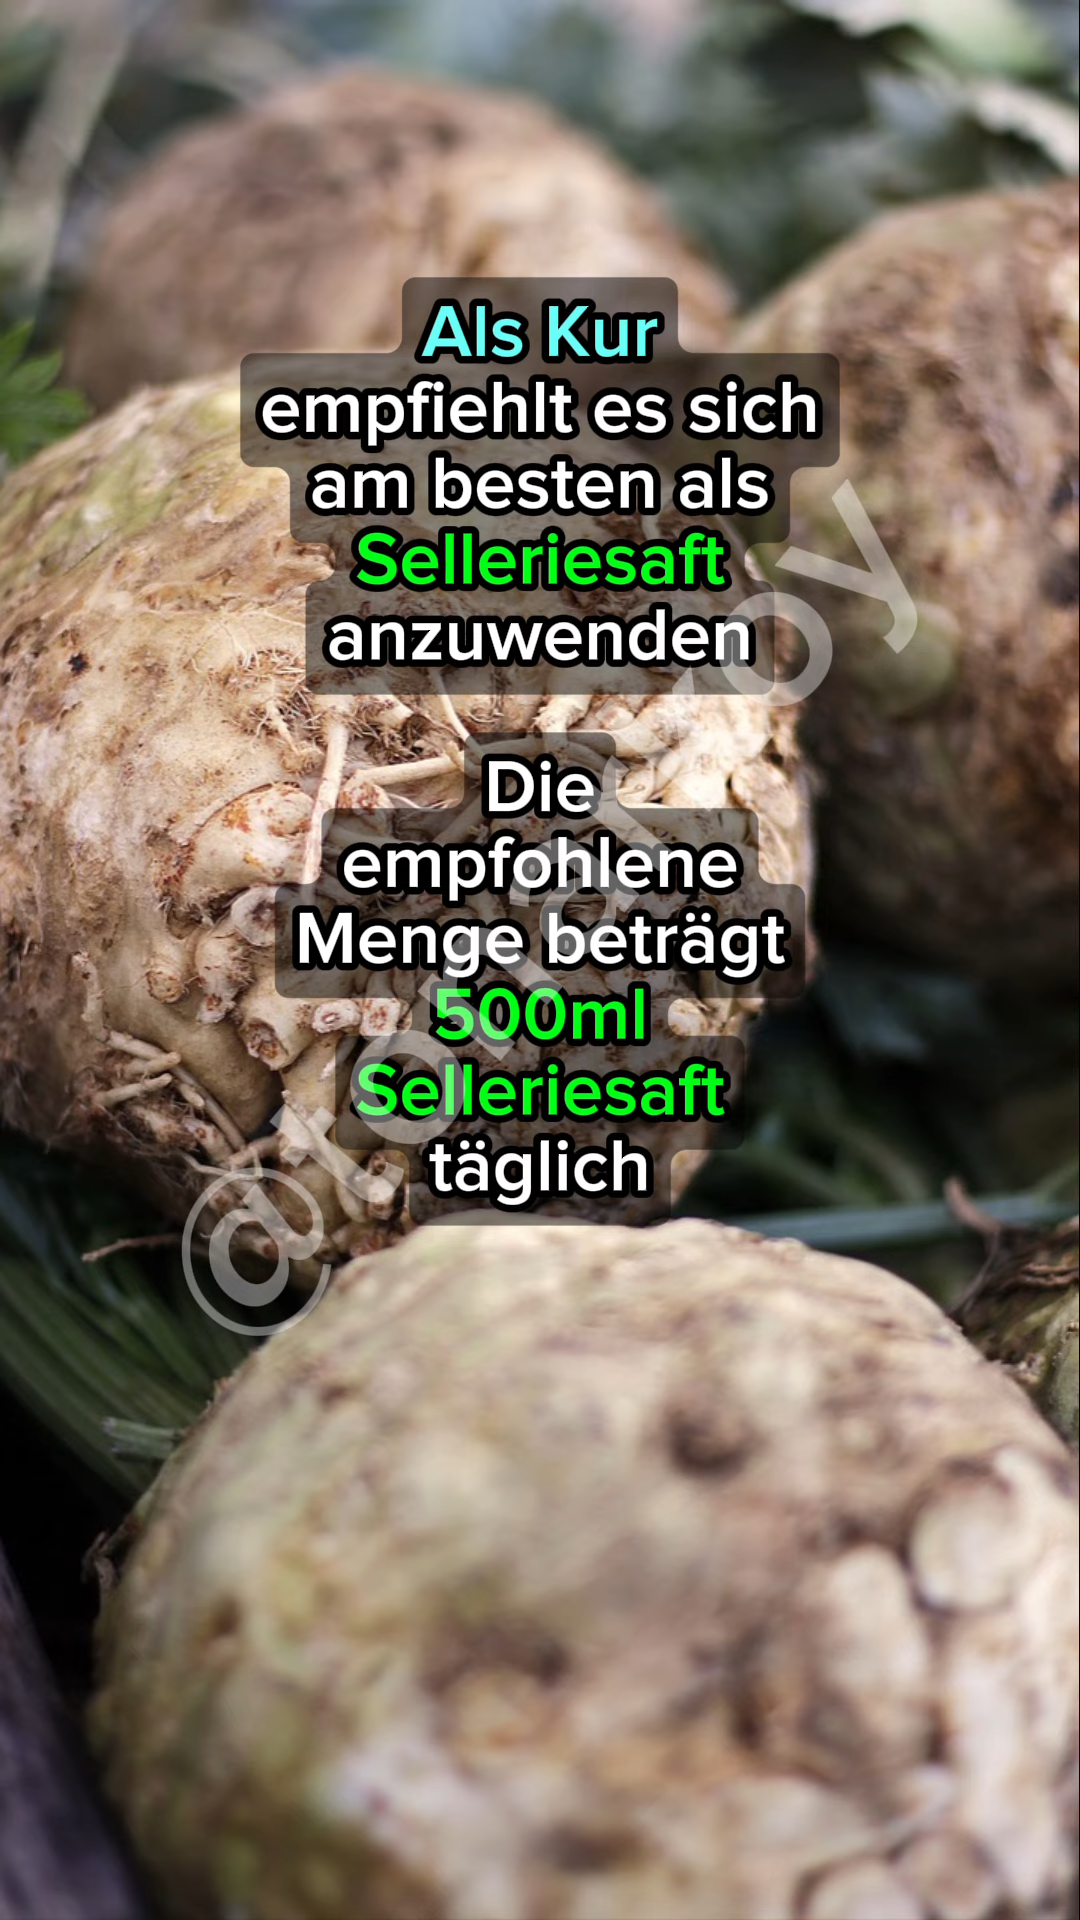 Als Kur
empfiehlt es sich
am besten als
Selleriesaft
anzuwenden
Die
empfohlene
Menge beträgt
500ml
Selleriesaft
täglich